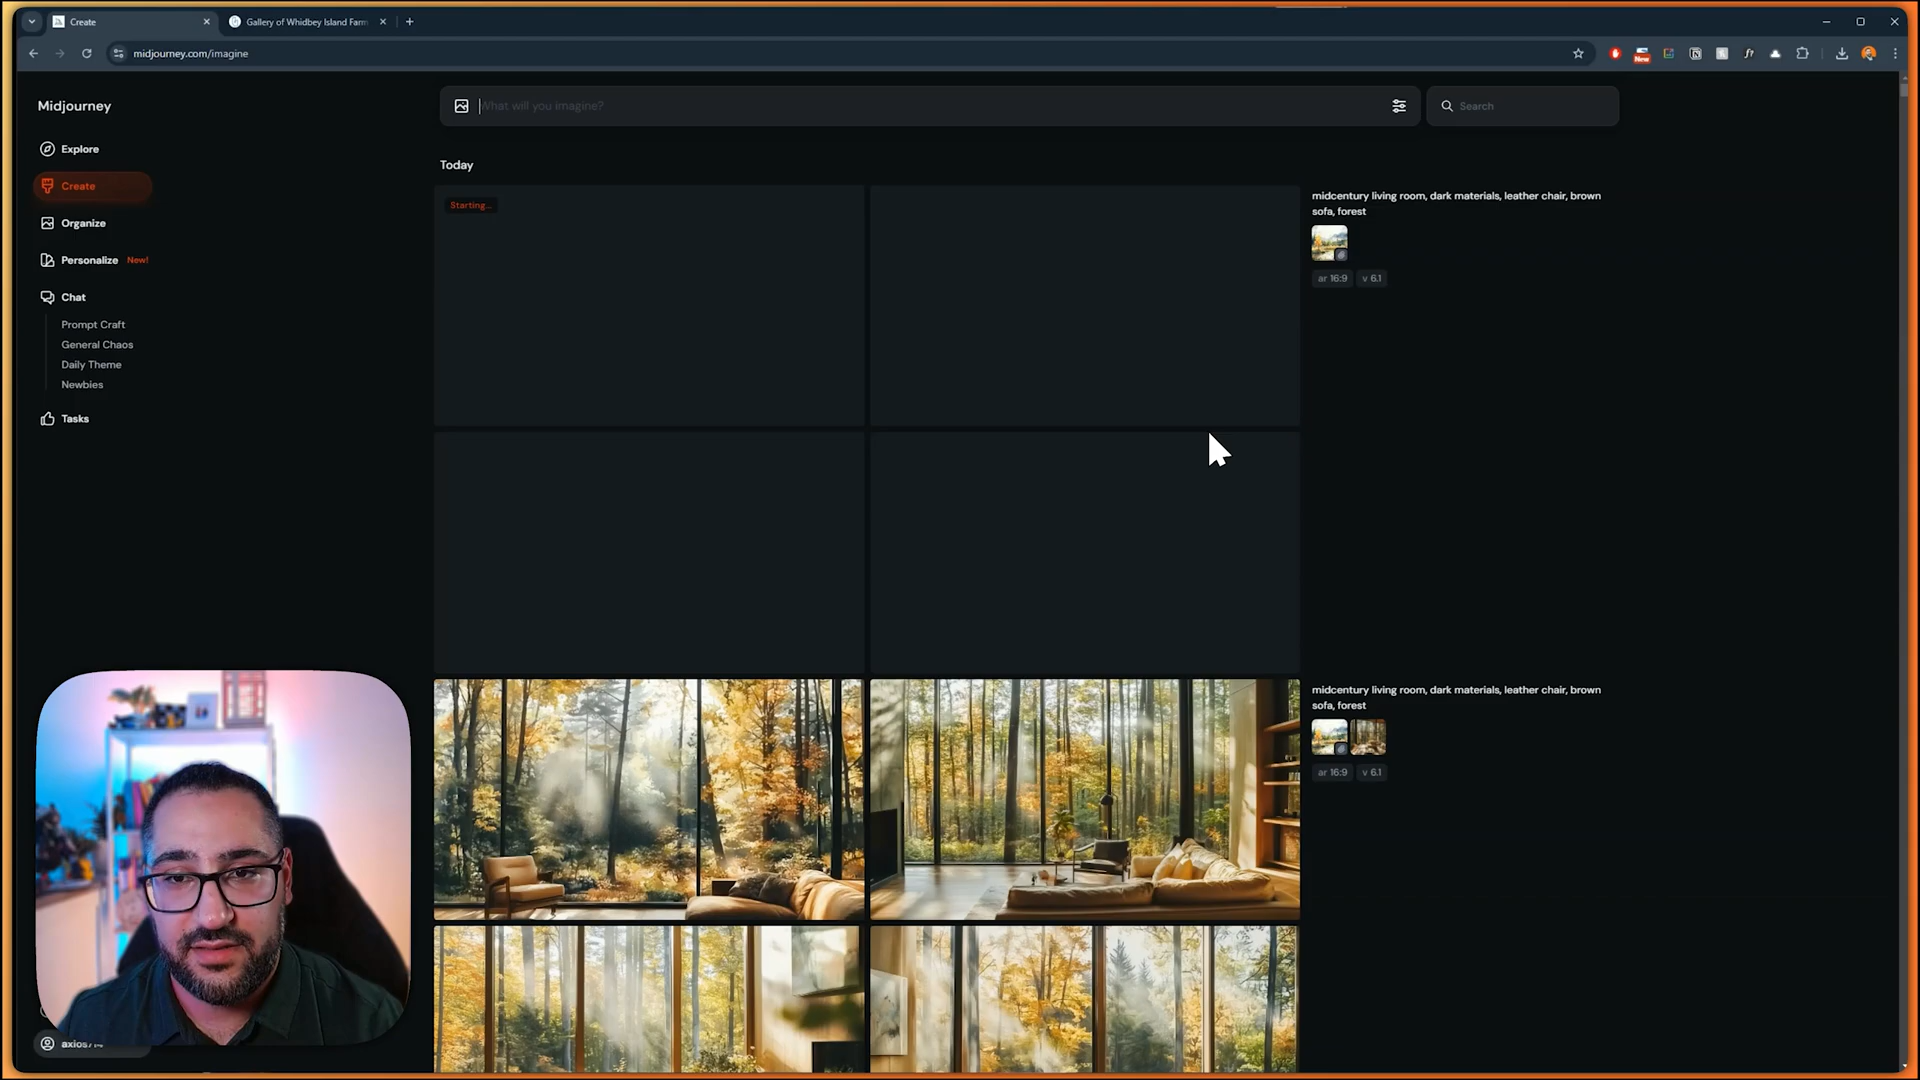 Create
Gallery of Whidbey Island Farm
midjourney.com/imagine
New
f?
Midjourney
What will you imagine?
Search
Explore
Create
Organize
Personalize New!
Chat
Prompt Craft
General Chaos
Daily Theme
Newbies
Tasks
Today
Starting...
midcentury living room, dark materials, leather chair, brown
sofa, forest
ar 16:9 v 6.1
midcentury living room, dark materials, leather chair, brown
sofa, forest
ar 16:9 v 6.1